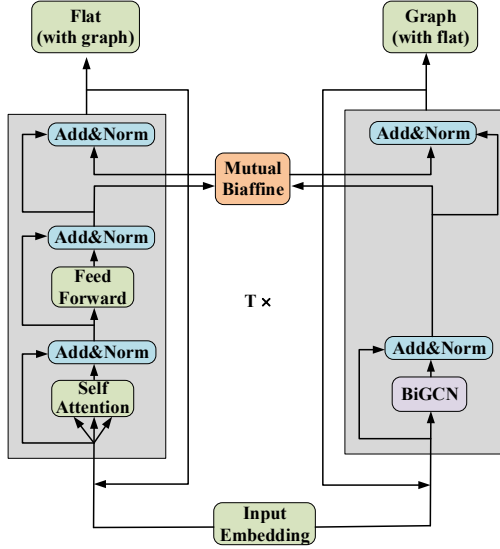 Flat
(with graph)
Graph
(with flat)
Add&Norm
Add&Norm
Mutual
Biaffine
Add&Norm
Feed
Forward
T ×
Add&Norm
Add&Norm
Self
Attention
BiGCN
Input
Embedding